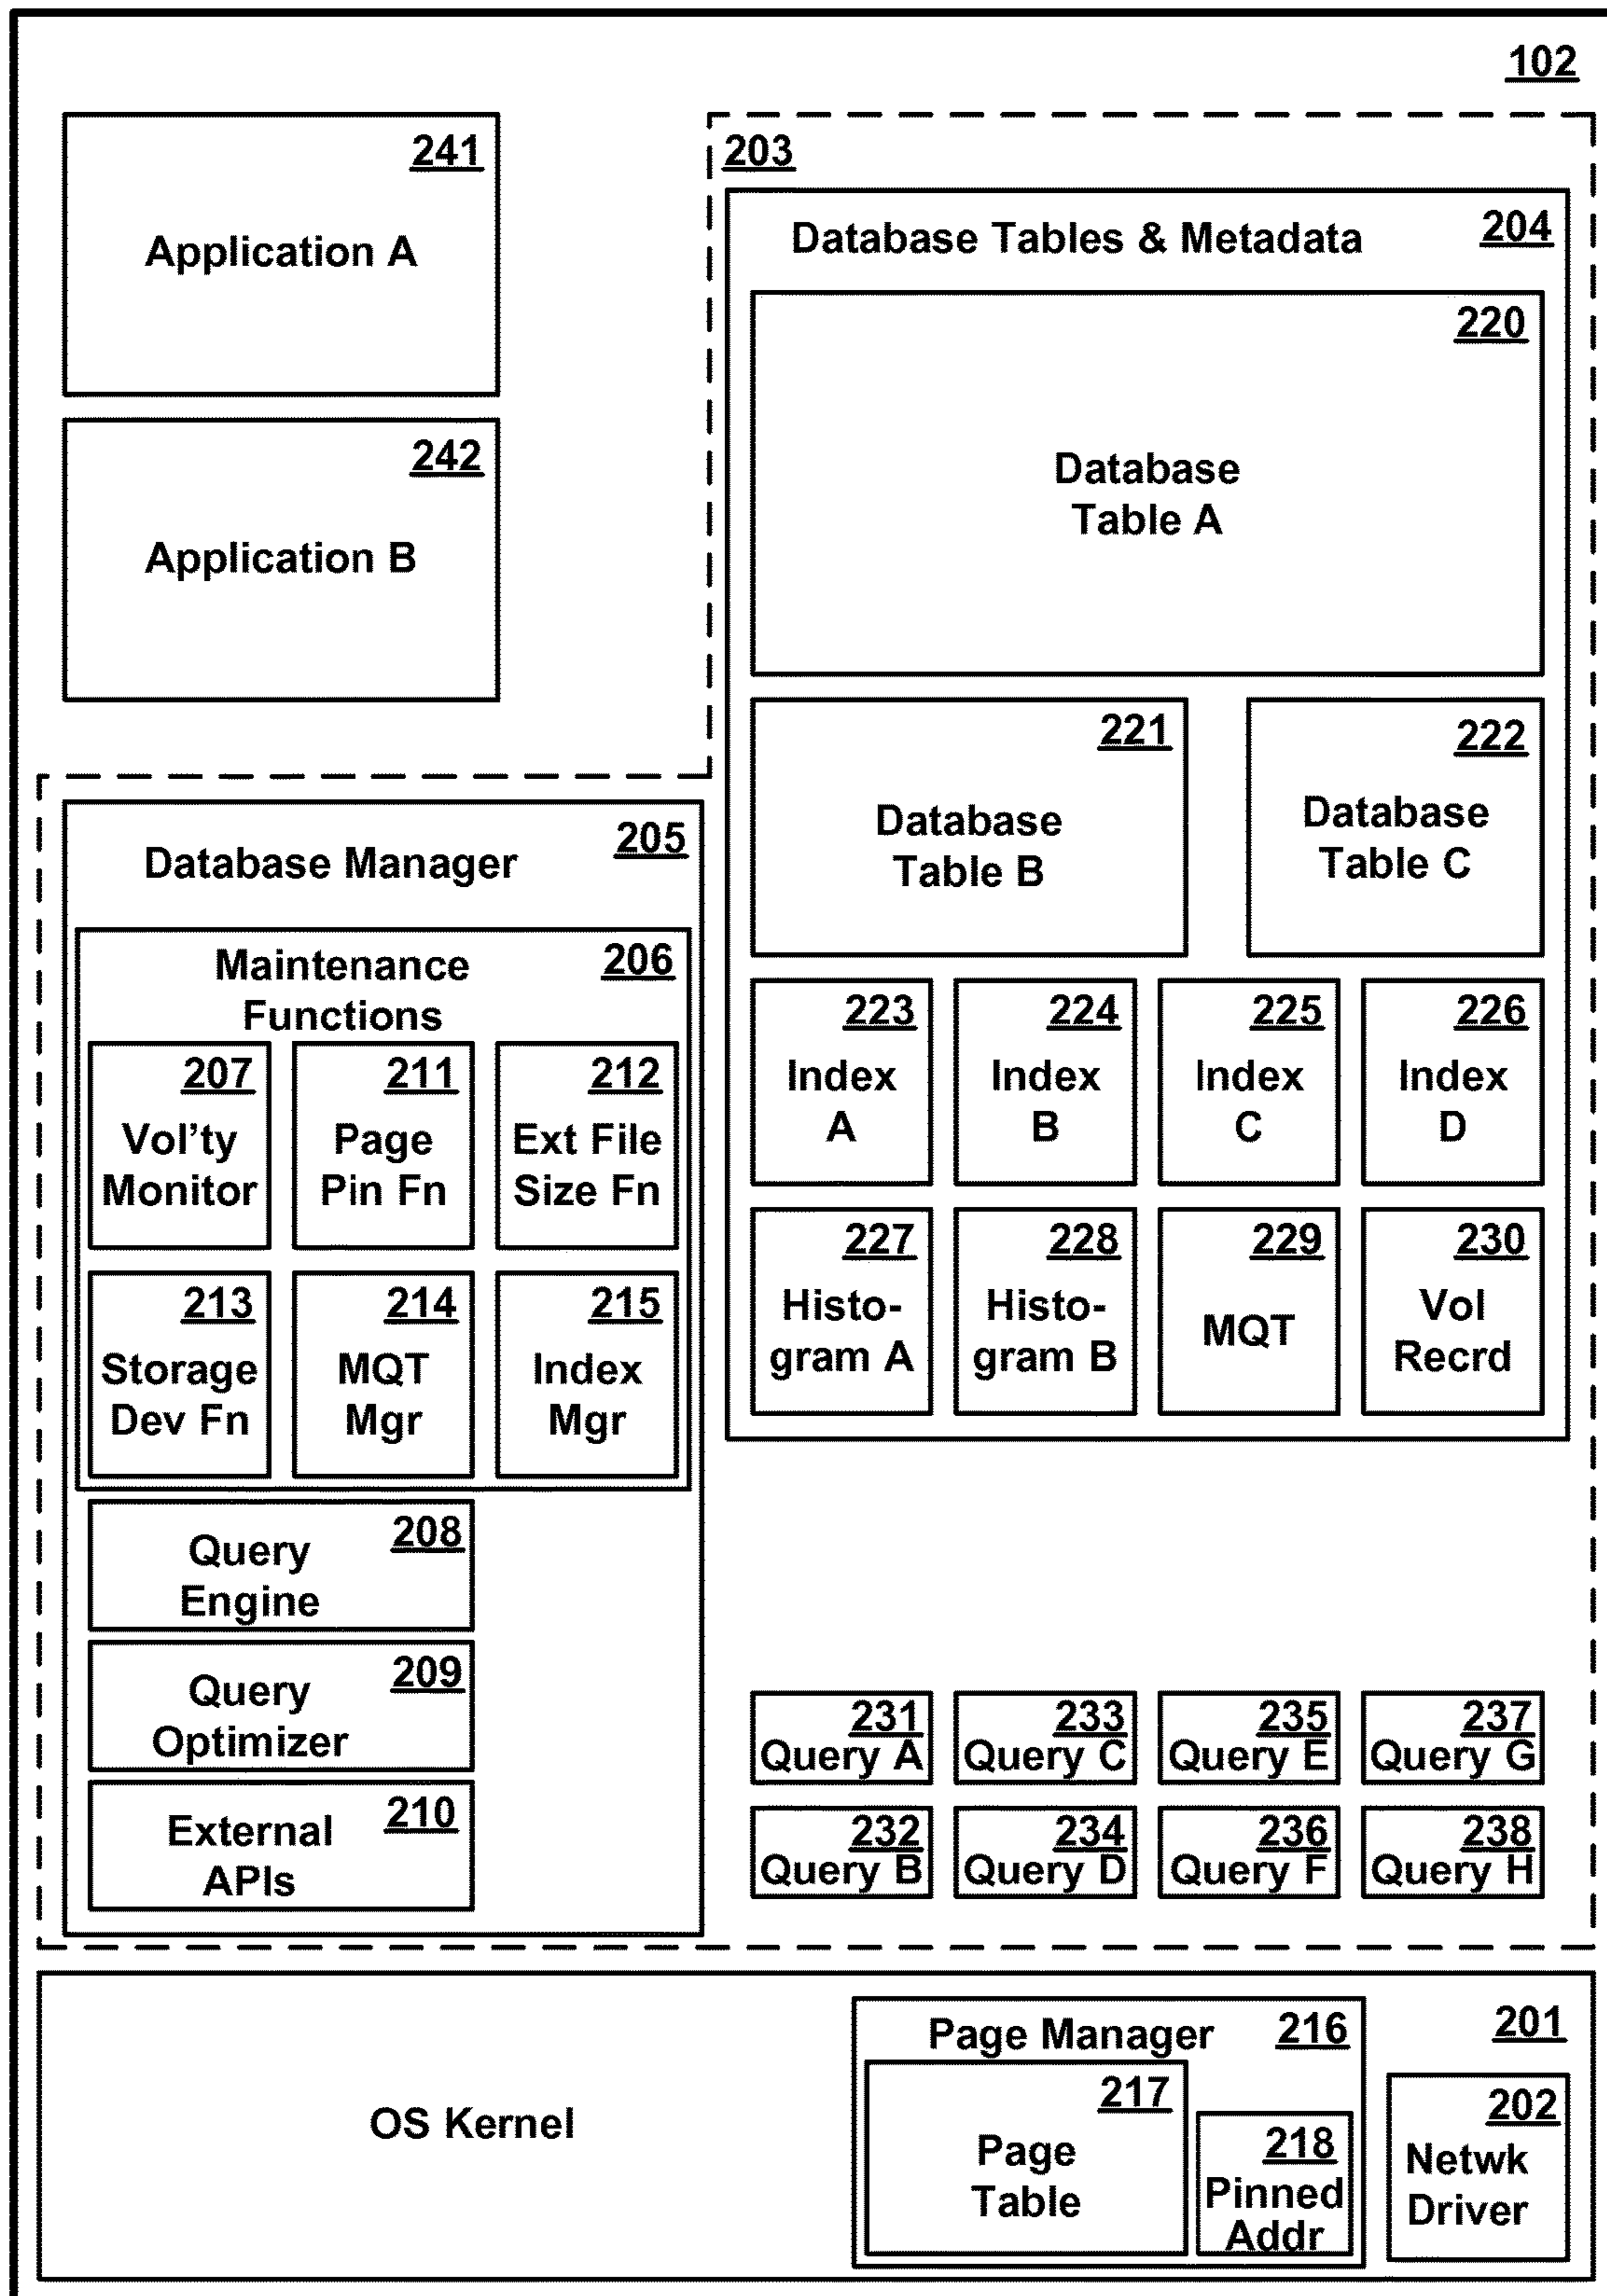 102
241
Application A
242
Application B
203
Database Tables & Metadata 204
220
Database
Table A
221
Database
Table B
222
Database
Table C
223
Index
A
224
Index
B
225
Index
C
226
Index
D
227
Histo-
gram A
228
Histo-
gram B
229
MQT
230
Vol
Recrd
205
Database Manager
Maintenance 206
Functions
207
Vol'ty
Monitor
211
Page
Pin Fn
212
Ext File
Size Fn
213
Storage
Dev Fn
214
MQT
Mgr
215
Index
Mgr
208
Query
Engine
209
Query
Optimizer
210
External
APIs
231
Query A
233
Query C
235
Query E
237
Query G
232
Query B
234
Query D
236
Query F
238
Query H
OS Kernel
Page Manager 216
217
Page
Table
218
Pinned
Addr
201
202
Netwk
Driver